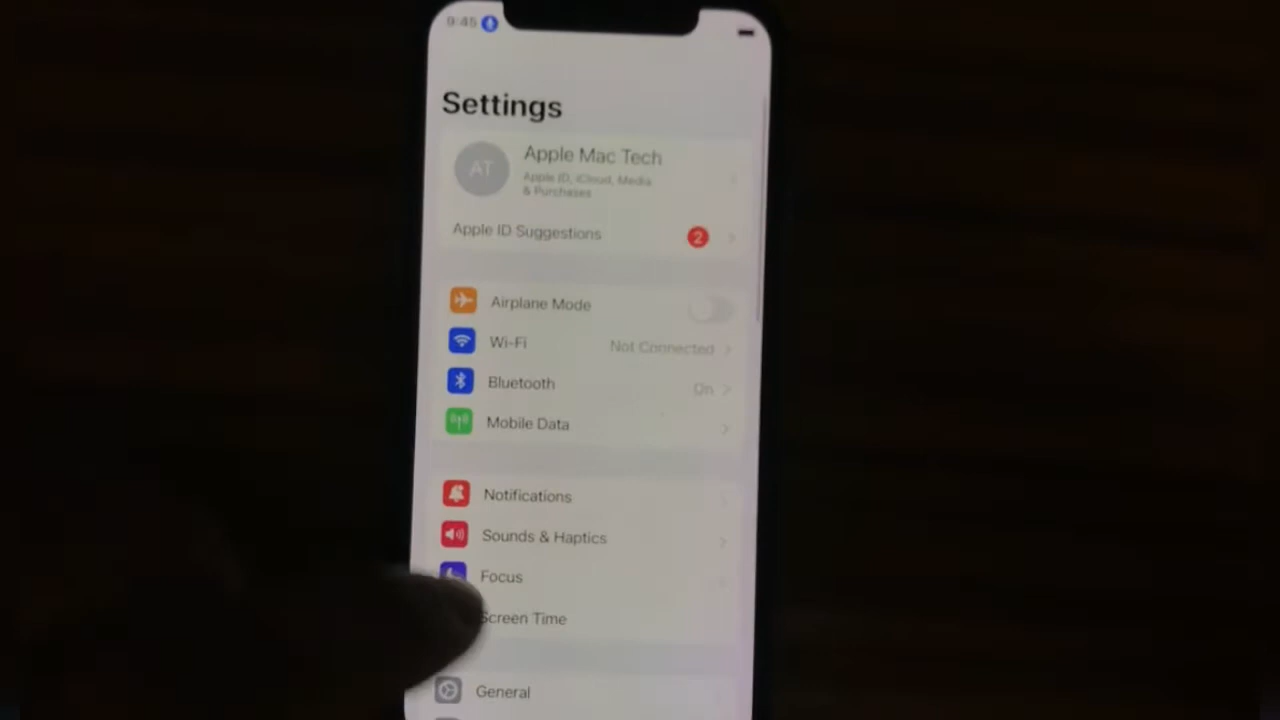 9:45
Settings
AT
Apple Mac Tech
Apple ID, iCloud, Media
& Purchases
Apple ID Suggestions 2
Airplane Mode
Wi-Fi Not Connected
Bluetooth On
Mobile Data
Notifications
Sounds & Haptics
Focus
Screen Time
General